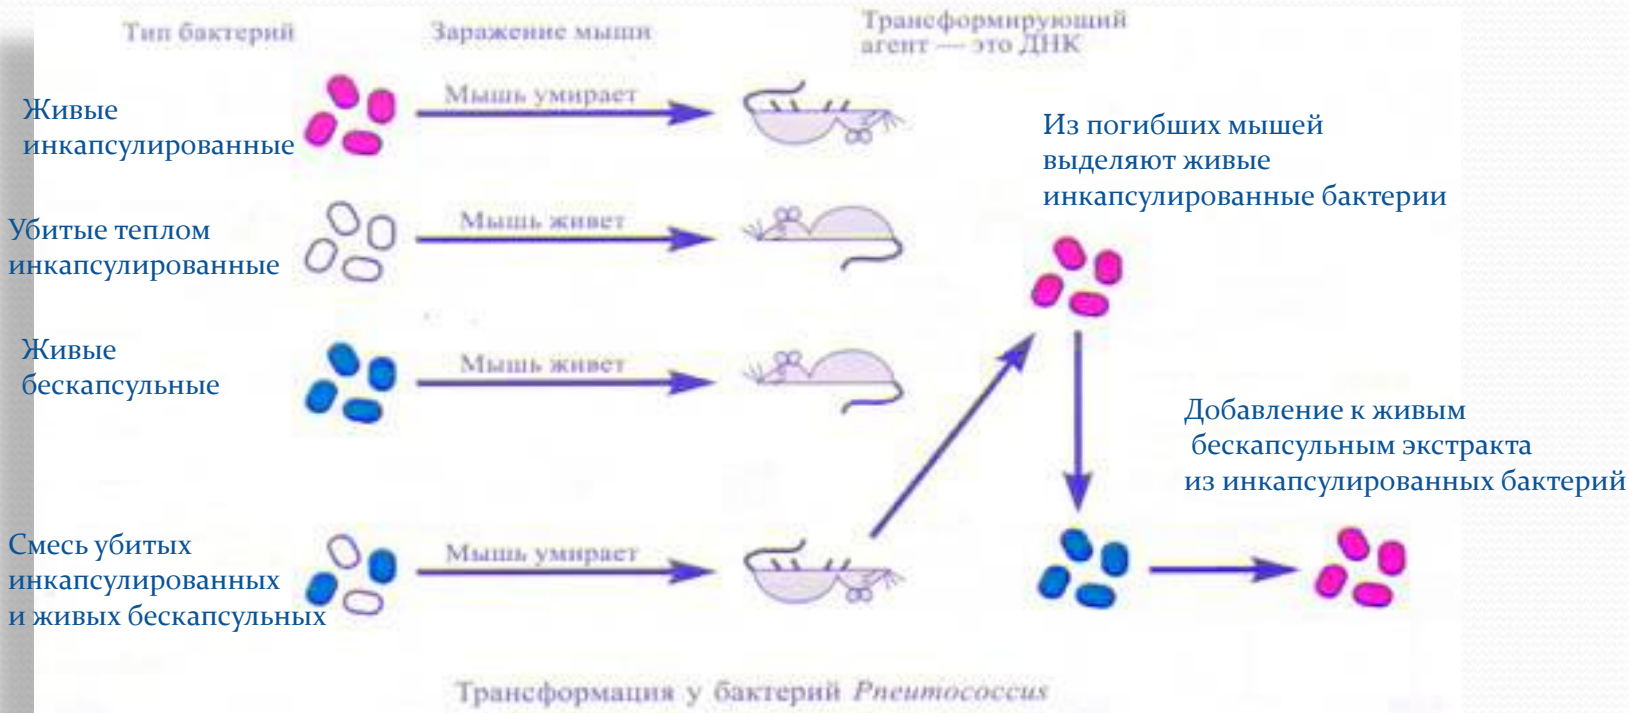 Тип бактерий
Заражение мыши
Трансформирующий
агент — это ДНК
Живые
инкапсулированные
Мышь умирает
Из погибших мышей
выделяют живые
инкапсулированные бактерии
Убитые теплом
инкапсулированные
Мышь живет
Живые
бескапсульные
Мышь живет
Добавление к живым
бескапсульным экстракта
из инкапсулированных бактерий
Смесь убитых
инкапсулированных
и живых бескапсульных
Мышь умирает
Трансформация у бактерий Pneumococcus